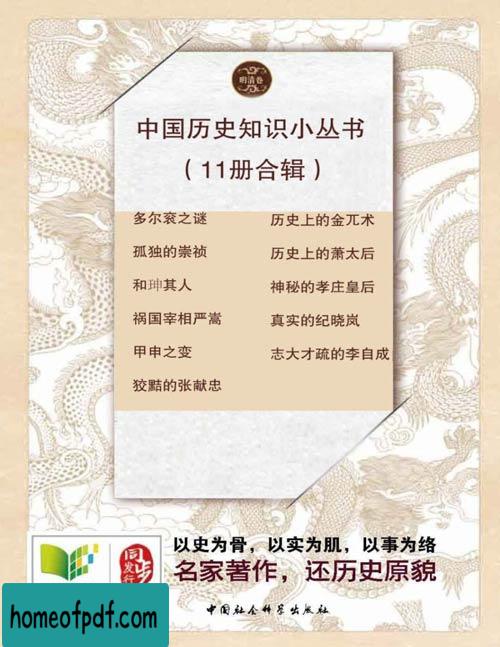 明清卷
中国历史知识小丛书
（11册合辑）
多尔衮之谜
孤独的崇祯
和珅其人
祸国宰相严嵩
甲申之变
狡黠的张献忠
历史上的金兀术
历史上的萧太后
神秘的孝庄皇后
真实的纪晓岚
志大才疏的李自成
以史为骨，以实为肌，以事为络
名家著作，还历史原貌
同步
发行
中国社会科学出版社
homeofpdf.com